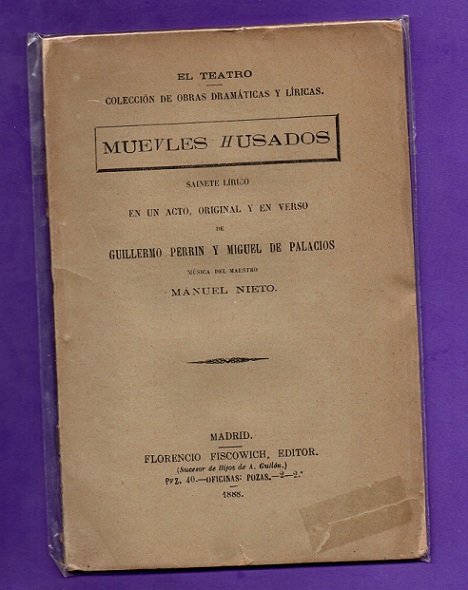 EL TEATRO
COLECCIÓN DE OBRAS DRAMÁTICAS Y LÍRICAS.
MUEVLES HUSADOS
SAINETE LÍRICO
EN UN ACTO, ORIGINAL Y EN VERSO
DE
GUILLERMO PERRIN Y MIGUEL DE PALACIOS
MÚSICA DEL MAESTRO
MANUEL NIETO.
MADRID.
FLORENCIO FISCOWICH, EDITOR.
(Sucesor de Hijos de A. Gullón.)
PEZ, 40.—OFICINAS: POZAS.—2—2.º
1888.